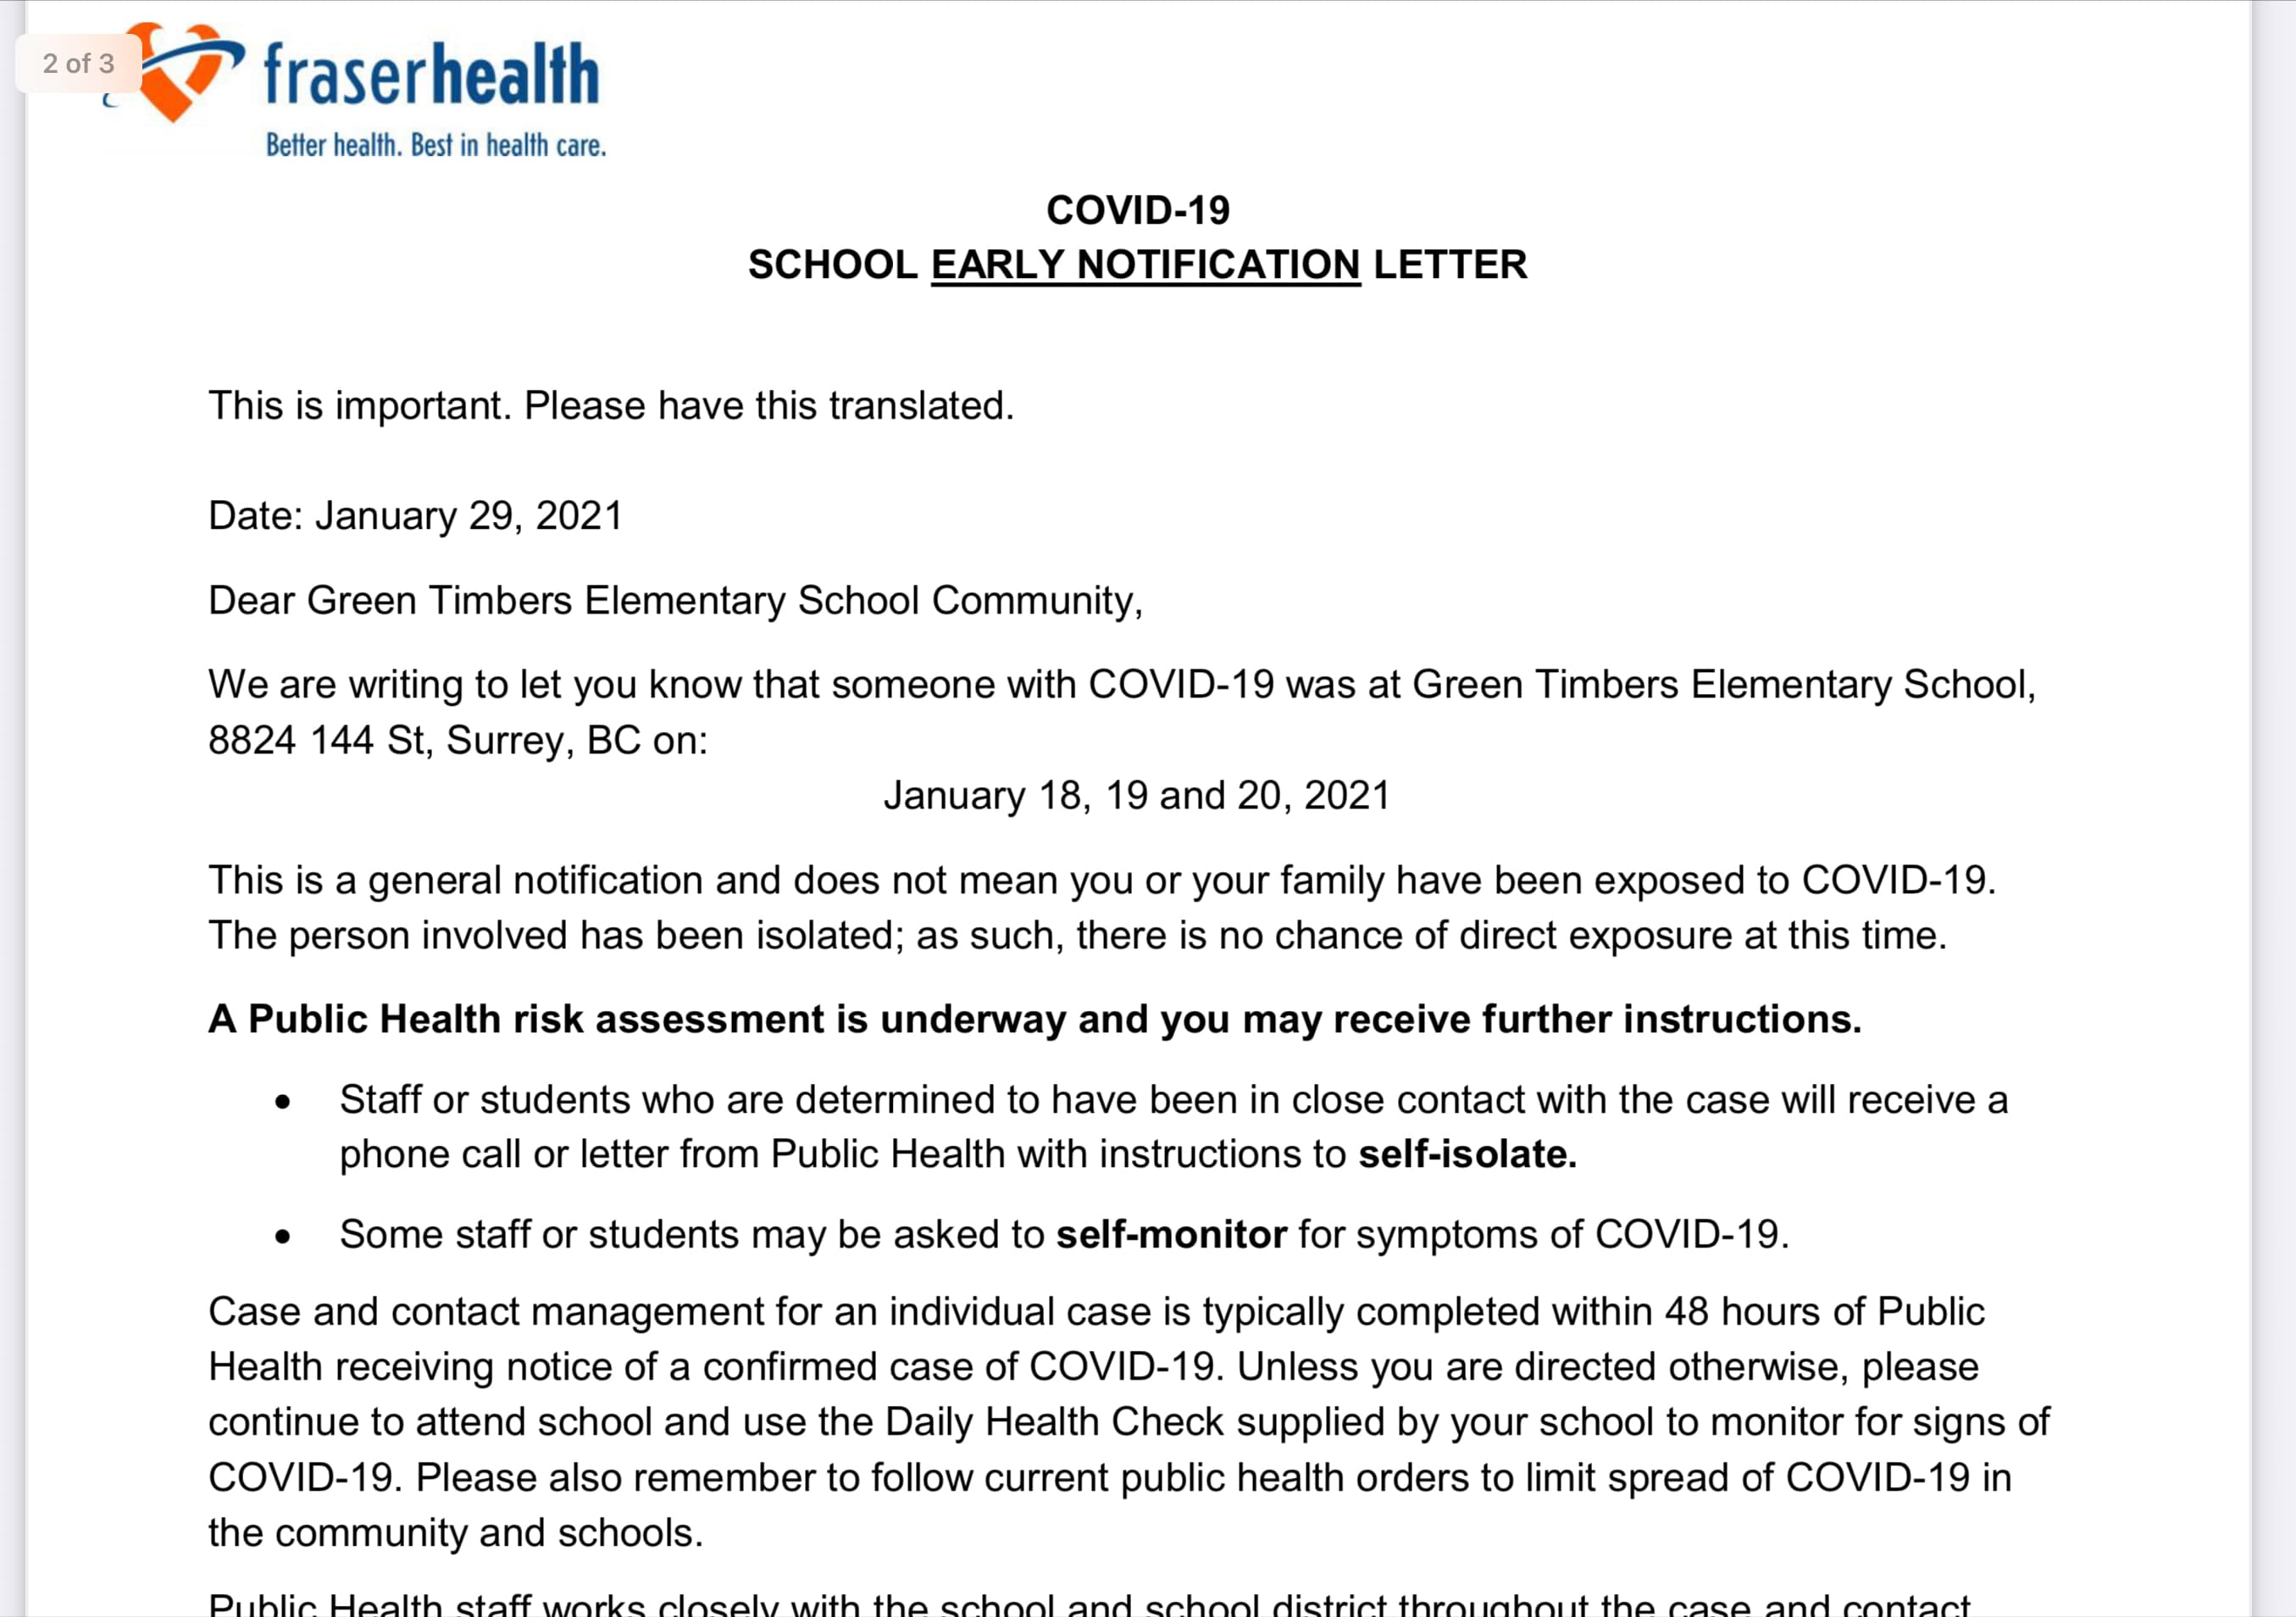 2 of 3
fraserhealth
Better health. Best in health care.
COVID-19
SCHOOL EARLY NOTIFICATION LETTER
This is important. Please have this translated.
Date: January 29, 2021
Dear Green Timbers Elementary School Community,
We are writing to let you know that someone with COVID-19 was at Green Timbers Elementary School,
8824 144 St, Surrey, BC on:
January 18, 19 and 20, 2021
This is a general notification and does not mean you or your family have been exposed to COVID-19.
The person involved has been isolated; as such, there is no chance of direct exposure at this time.
A Public Health risk assessment is underway and you may receive further instructions.
• Staff or students who are determined to have been in close contact with the case will receive a
phone call or letter from Public Health with instructions to self-isolate.
• Some staff or students may be asked to self-monitor for symptoms of COVID-19.
Case and contact management for an individual case is typically completed within 48 hours of Public
Health receiving notice of a confirmed case of COVID-19. Unless you are directed otherwise, please
continue to attend school and use the Daily Health Check supplied by your school to monitor for signs of
COVID-19. Please also remember to follow current public health orders to limit spread of COVID-19 in
the community and schools.
Public Health staff works closely with the school and school district throughout the case and contact